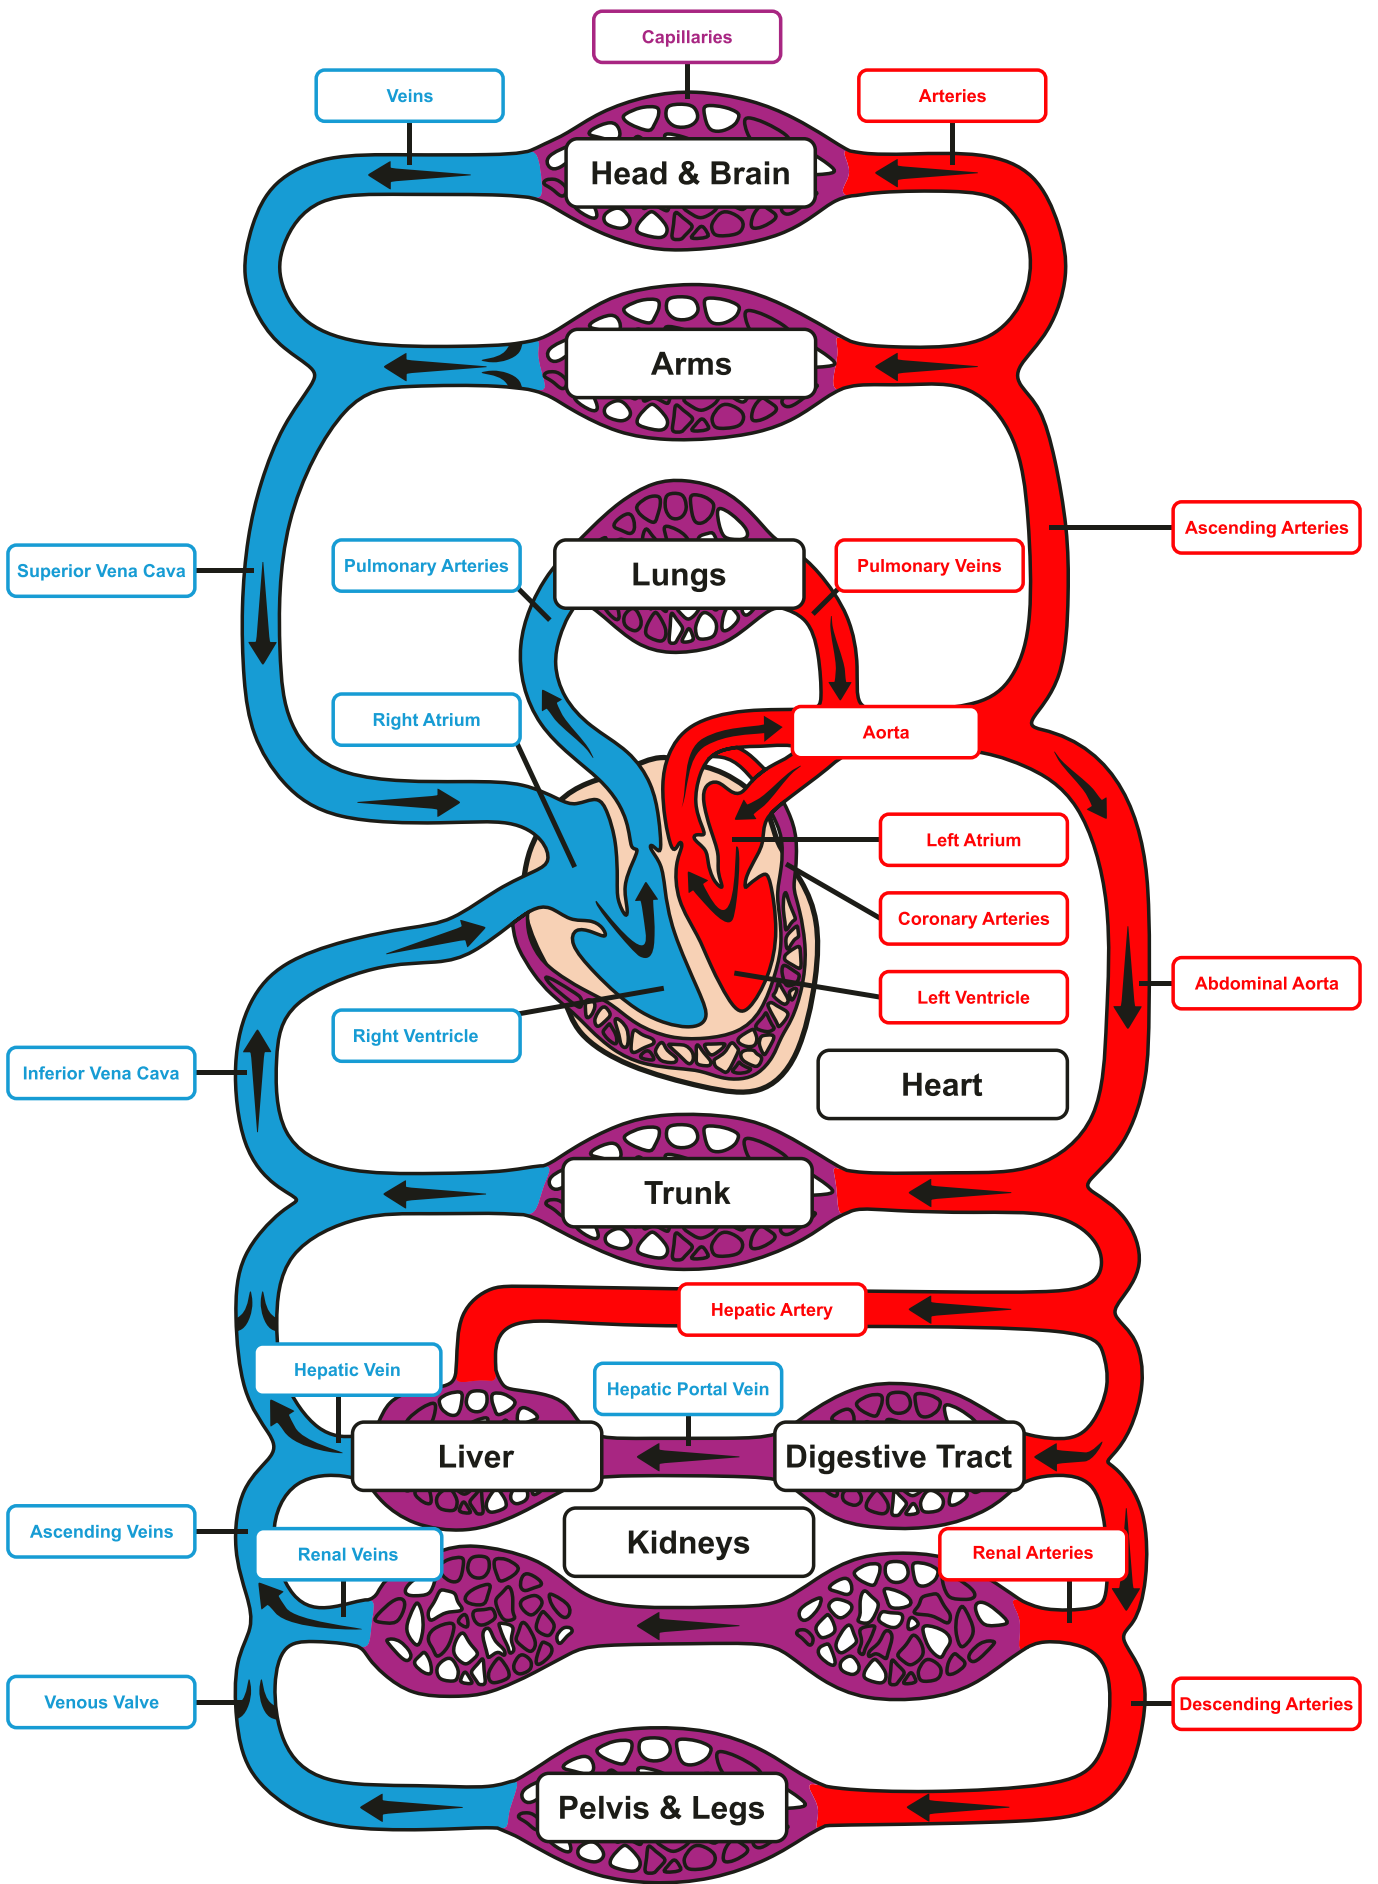 Capillaries
Veins
Arteries
Head & Brain
Arms
Ascending Arteries
Superior Vena Cava
Pulmonary Arteries
Lungs
Pulmonary Veins
Right Atrium
Aorta
Left Atrium
Coronary Arteries
Abdominal Aorta
Left Ventricle
Right Ventricle
Inferior Vena Cava
Heart
Trunk
Hepatic Artery
Hepatic Vein
Hepatic Portal Vein
Liver
Digestive Tract
Ascending Veins
Kidneys
Renal Veins
Renal Arteries
Venous Valve
Descending Arteries
Pelvis & Legs